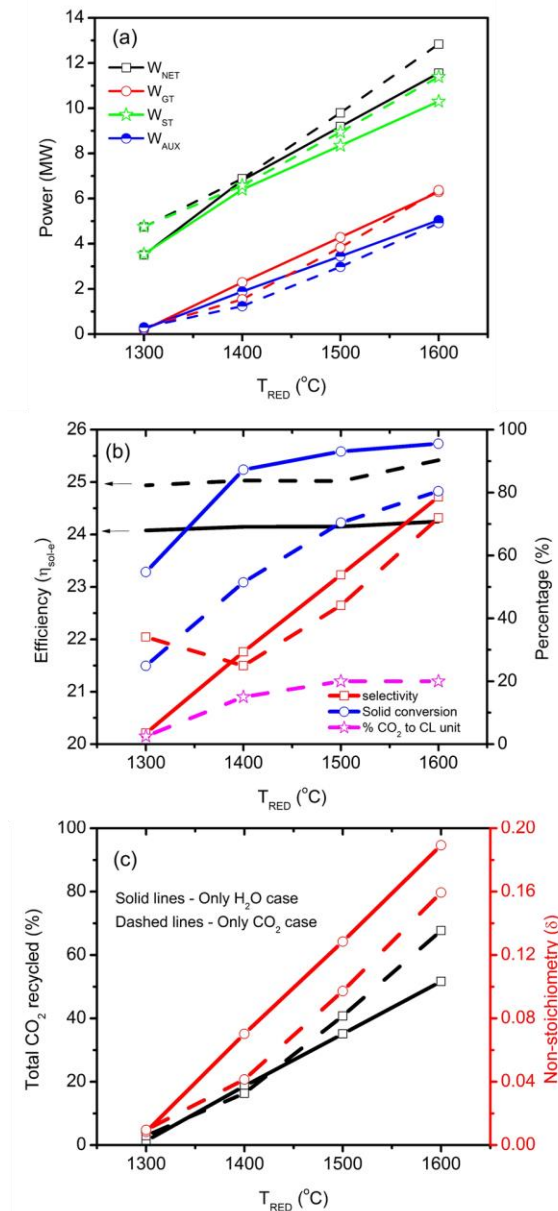 (a)
W_NET
W_GT
W_ST
W_AUX
14
12
10
8
6
4
2
0
Power (MW)
1300 1400 1500 1600
T_RED (°C)
(b)
26
25
24
23
22
21
20
Efficiency (η_sol-e)
100
80
60
40
20
0
Percentage (%)
selectivity
Solid conversion
% CO₂ to CL unit
1300 1400 1500 1600
T_RED (°C)
(c)
Solid lines - Only H₂O case
Dashed lines - Only CO₂ case
100
80
60
40
20
0
Total CO₂ recycled (%)
0.20
0.16
0.12
0.08
0.04
0.00
Non-stoichiometry (δ)
1300 1400 1500 1600
T_RED (°C)